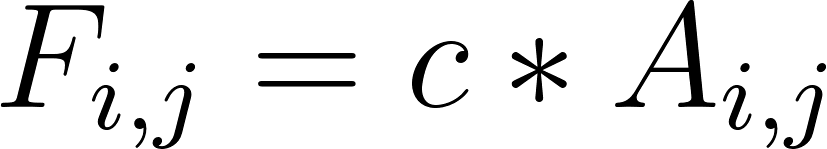 F_{i,j} = c * A_{i,j}